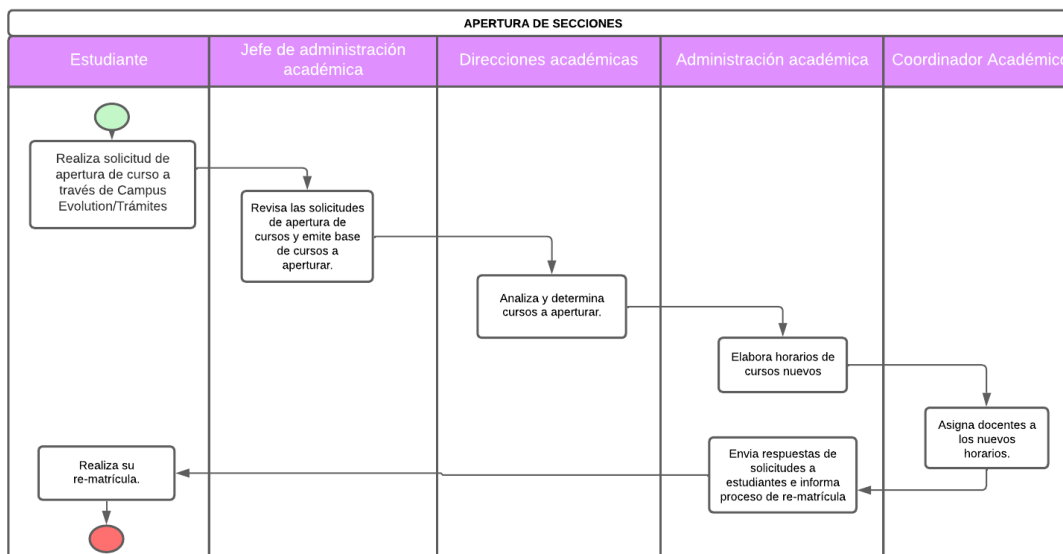 APERTURA DE SECCIONES
Estudiante
Jefe de administración
académica
Direcciones académicas
Administración académica
Coordinador Académico
Realiza solicitud de
apertura de curso a
través de Campus
Evolution/Trámites
Revisa las solicitudes
de apertura de
cursos y emite base
de cursos a
aperturar.
Analiza y determina
cursos a aperturar.
Elabora horarios de
cursos nuevos
Asigna docentes a
los nuevos
horarios.
Envia respuestas de
solicitudes a
estudiantes e informa
proceso de re-matrícula
Realiza su
re-matrícula.